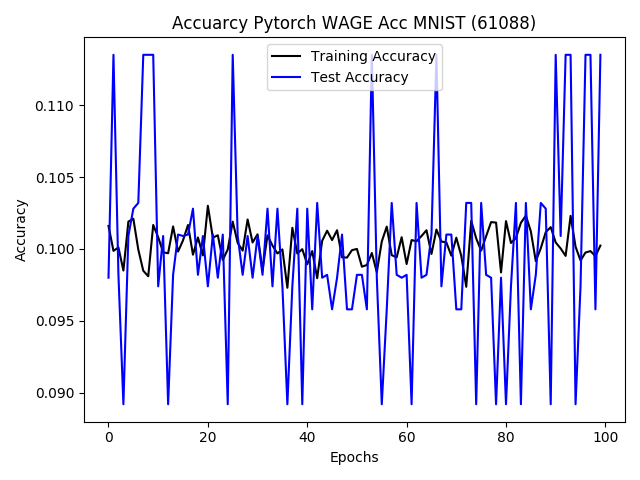 Accuarcy Pytorch WAGE Acc MNIST (61088)
Training Accuracy
Test Accuracy
Accuracy
0.110
0.105
0.100
0.095
0.090
0 20 40 60 80 100
Epochs